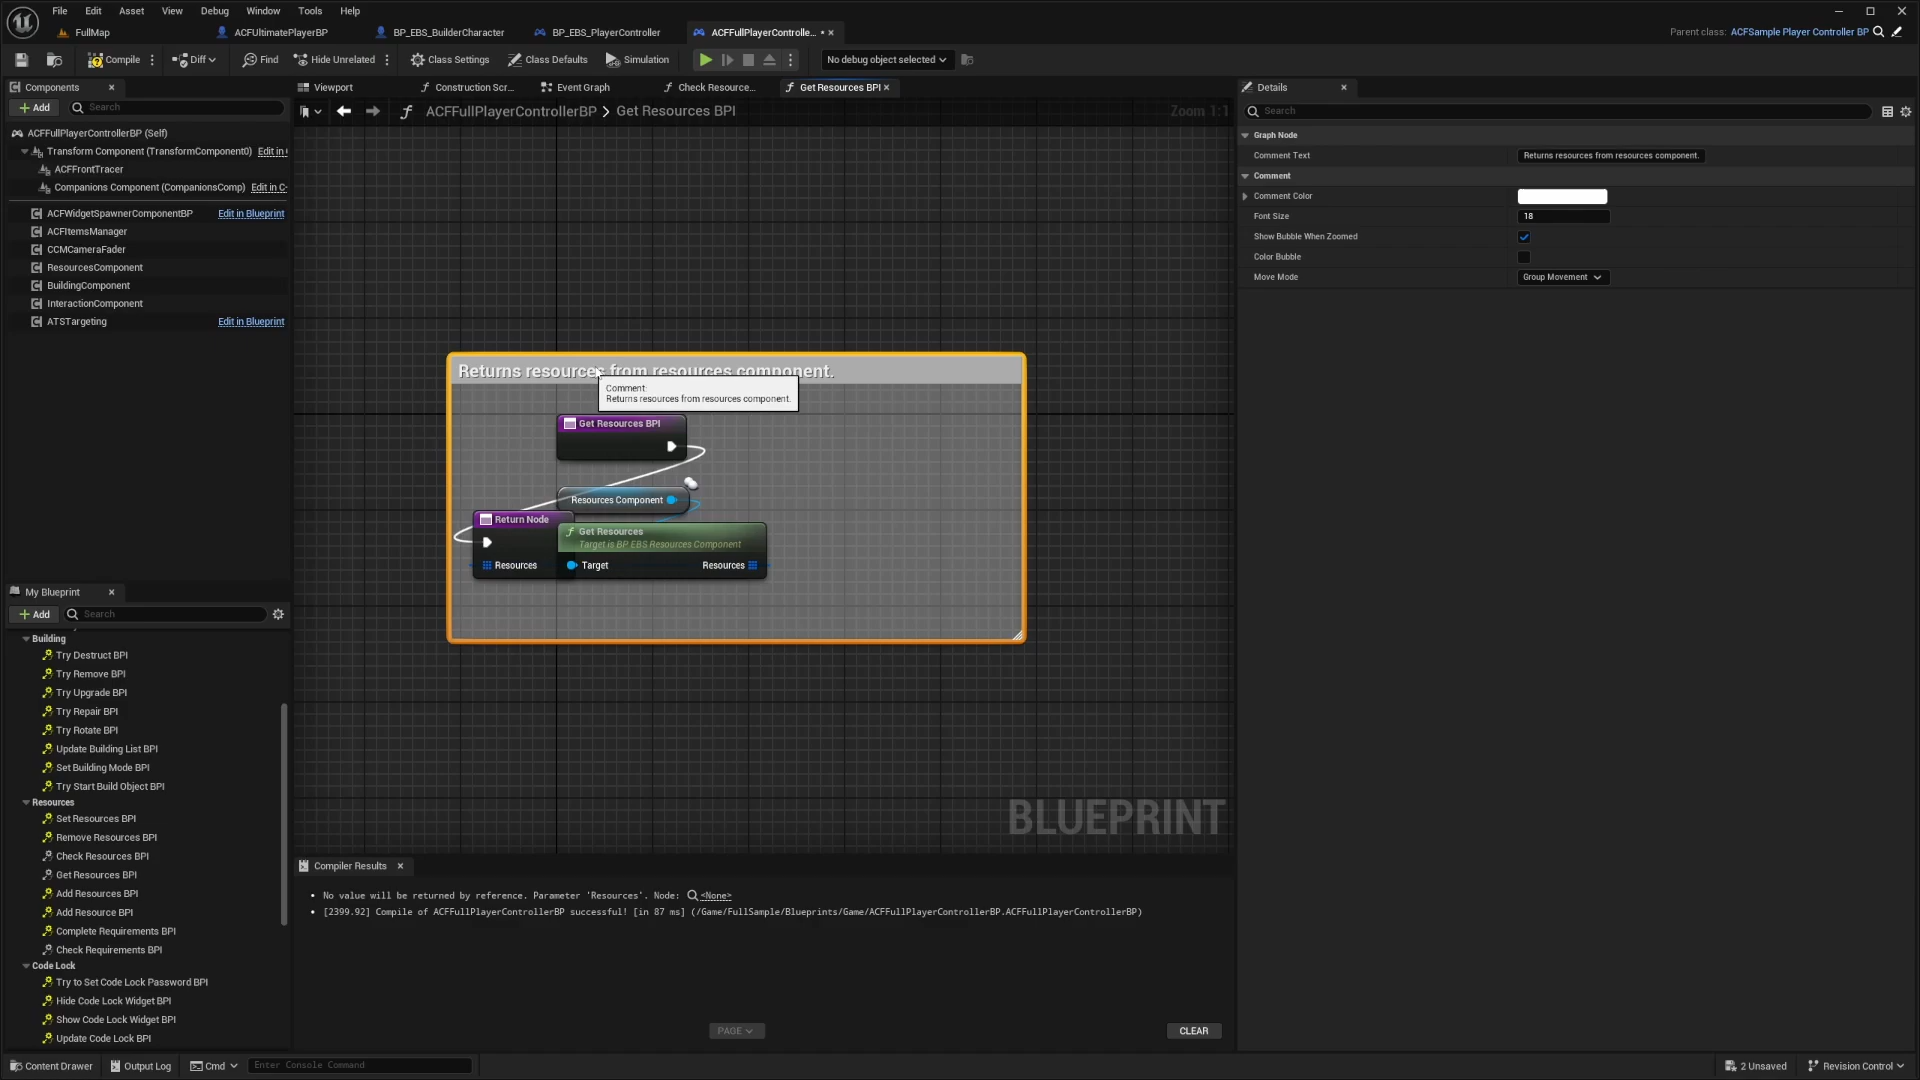 File Edit Asset View Debug Window Tools Help
FullMap ACFUltimatePlayerBP BP_EBS_BuilderCharacter BP_EBS_PlayerController ACFFullPlayerControlle... Parent class: ACFSample Player Controller BP
Compile Diff Find Hide Unrelated Class Settings Class Defaults Simulation No debug object selected
Components
Add Search
ACFFullPlayerControllerBP (Self)
Transform Component (TransformComponent0) Edit in
ACFFrontTracer
Companions Component (CompanionsComp) Edit in C
ACFWidgetSpawnerComponentBP Edit in Blueprint
ACFItemsManager
CCMCameraFader
ResourcesComponent
BuildingComponent
InteractionComponent
ATSTargeting Edit in Blueprint
My Blueprint
Add Search
Building
Try Destruct BPI
Try Remove BPI
Try Upgrade BPI
Try Repair BPI
Try Rotate BPI
Update Building List BPI
Set Building Mode BPI
Try Start Build Object BPI
Resources
Set Resources BPI
Remove Resources BPI
Check Resources BPI
Get Resources BPI
Add Resources BPI
Add Resource BPI
Complete Requirements BPI
Check Requirements BPI
Code Lock
Try to Set Code Lock Password BPI
Hide Code Lock Widget BPI
Show Code Lock Widget BPI
Update Code Lock BPI
Viewport Construction Scr... Event Graph Check Resource... Get Resources BPI
ACFFullPlayerControllerBP > Get Resources BPI Zoom 1:1
Returns resources from resources component.
Comment:
Returns resources from resources component.
Get Resources BPI
Resources Component
Return Node
Resources
Get Resources
Target is BP EBS Resources Component
Target Resources
BLUEPRINT
Compiler Results
• No value will be returned by reference. Parameter 'Resources'. Node: <None>
• [2399.92] Compile of ACFFullPlayerControllerBP successful! [in 87 ms] (/Game/FullSample/Blueprints/Game/ACFFullPlayerControllerBP.ACFFullPlayerControllerBP)
PAGE CLEAR
Details
Search
Graph Node
Comment Text Returns resources from resources component.
Comment
Comment Color
Font Size 18
Show Bubble When Zoomed
Color Bubble
Move Mode Group Movement
Content Drawer Output Log Cmd Enter Console Command 2 Unsaved Revision Control